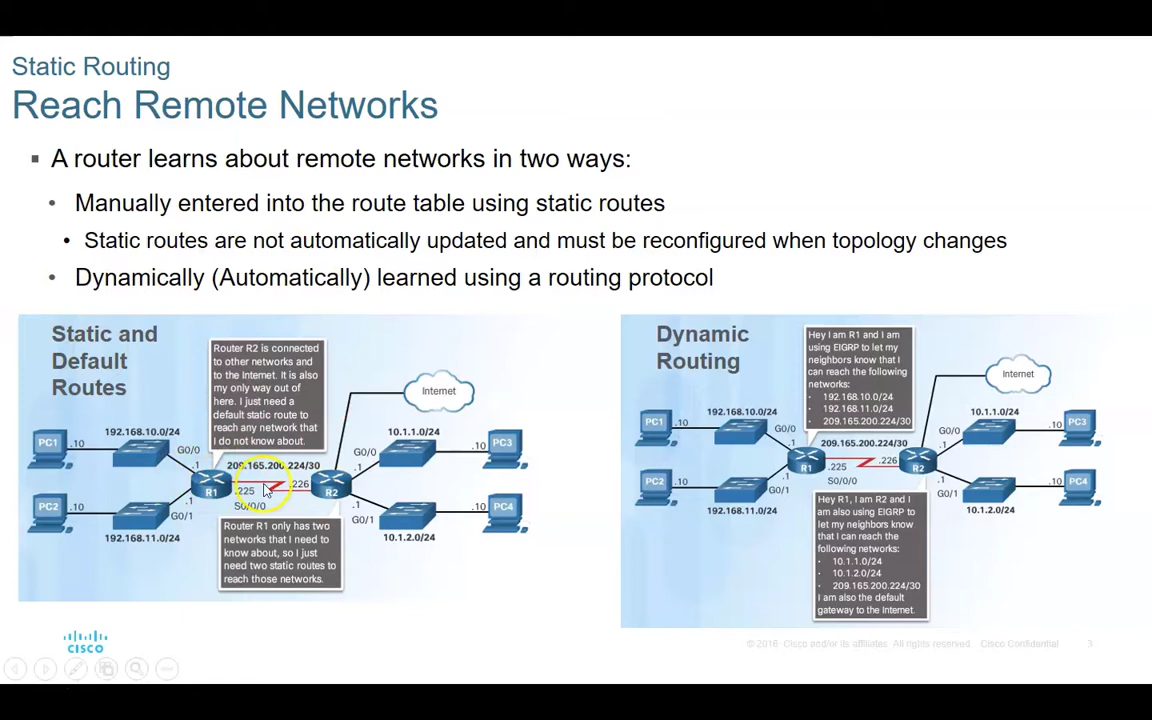 Static Routing
Reach Remote Networks
▪ A router learns about remote networks in two ways:
• Manually entered into the route table using static routes
• Static routes are not automatically updated and must be reconfigured when topology changes
• Dynamically (Automatically) learned using a routing protocol
Static and
Default
Routes
Router R2 is connected
to other networks and
to the Internet. It is also
my only way out of
here. I just need a
default static route to
reach any network that
I do not know about.
Internet
PC1
.10
192.168.10.0/24
G0/0
.1
209.165.200.224/30
R1
.225
S0/0/0
.226
R2
G0/0
.1
10.1.1.0/24
.10
PC3
PC2
.10
192.168.11.0/24
G0/1
.1
Router R1 only has two
networks that I need to
know about, so I just
need two static routes to
reach those networks.
.1
G0/1
10.1.2.0/24
.10
PC4
Dynamic
Routing
Hey I am R1 and I am
using EIGRP to let my
neighbors know that I
can reach the following
networks:
• 192.168.10.0/24
• 192.168.11.0/24
• 209.165.200.224/30
Internet
PC1
.10
192.168.10.0/24
G0/0
.1
209.165.200.224/30
R1
.225
S0/0/0
.226
R2
G0/0
.1
10.1.1.0/24
.10
PC3
PC2
.10
192.168.11.0/24
G0/1
.1
Hey R1, I am R2 and I
am also using EIGRP to
let my neighbors know
that I can reach the
following networks:
• 10.1.1.0/24
• 10.1.2.0/24
• 209.165.200.224/30
I am also the default
gateway to the Internet.
.1
G0/1
10.1.2.0/24
.10
PC4
CISCO
© 2016 Cisco and/or its affiliates. All rights reserved. Cisco Confidential
3